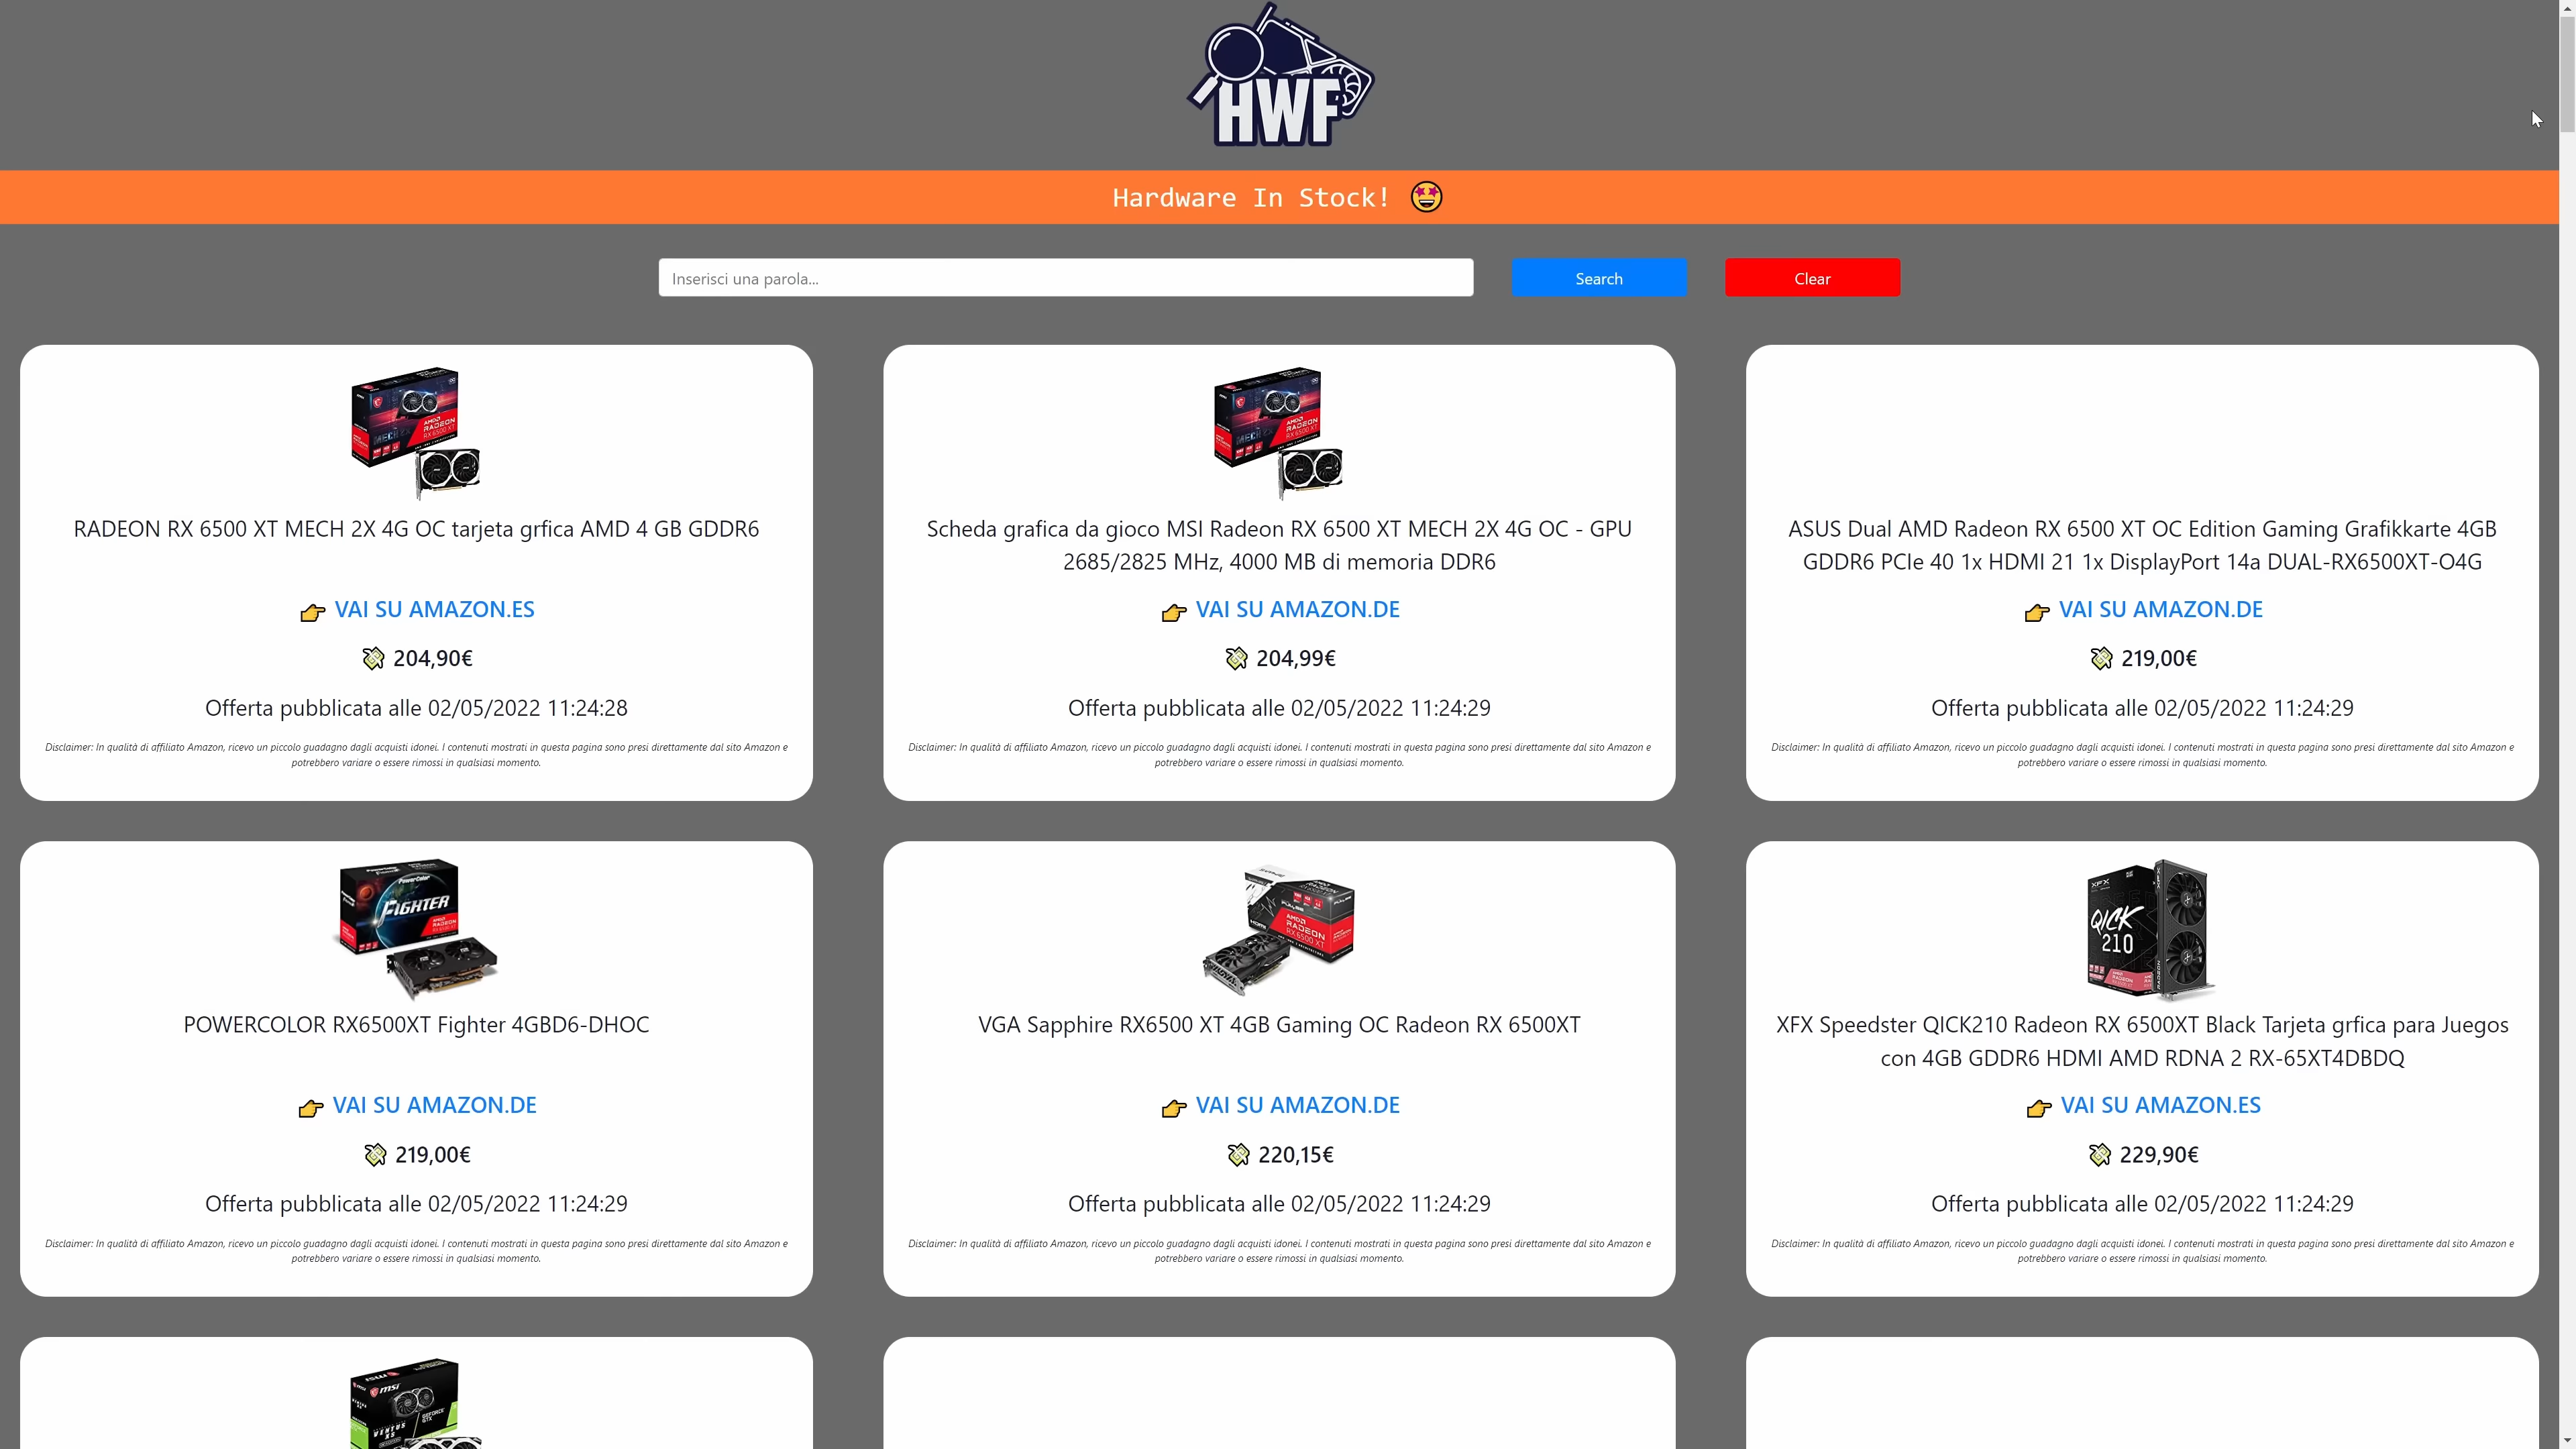 HWF
Hardware In Stock!
Inserisci una parola...
Search
Clear
RADEON RX 6500 XT MECH 2X 4G OC tarjeta grfica AMD 4 GB GDDR6
VAI SU AMAZON.ES
204,90€
Offerta pubblicata alle 02/05/2022 11:24:28
Disclaimer: In qualità di affiliato Amazon, ricevo un piccolo guadagno dagli acquisti idonei. I contenuti mostrati in questa pagina sono presi direttamente dal sito Amazon e
potrebbero variare o essere rimossi in qualsiasi momento.
Scheda grafica da gioco MSI Radeon RX 6500 XT MECH 2X 4G OC - GPU
2685/2825 MHz, 4000 MB di memoria DDR6
VAI SU AMAZON.DE
204,99€
Offerta pubblicata alle 02/05/2022 11:24:29
Disclaimer: In qualità di affiliato Amazon, ricevo un piccolo guadagno dagli acquisti idonei. I contenuti mostrati in questa pagina sono presi direttamente dal sito Amazon e
potrebbero variare o essere rimossi in qualsiasi momento.
ASUS Dual AMD Radeon RX 6500 XT OC Edition Gaming Grafikkarte 4GB
GDDR6 PCIe 40 1x HDMI 21 1x DisplayPort 14a DUAL-RX6500XT-O4G
VAI SU AMAZON.DE
219,00€
Offerta pubblicata alle 02/05/2022 11:24:29
Disclaimer: In qualità di affiliato Amazon, ricevo un piccolo guadagno dagli acquisti idonei. I contenuti mostrati in questa pagina sono presi direttamente dal sito Amazon e
potrebbero variare o essere rimossi in qualsiasi momento.
FIGHTER
POWERCOLOR RX6500XT Fighter 4GBD6-DHOC
VAI SU AMAZON.DE
219,00€
Offerta pubblicata alle 02/05/2022 11:24:29
Disclaimer: In qualità di affiliato Amazon, ricevo un piccolo guadagno dagli acquisti idonei. I contenuti mostrati in questa pagina sono presi direttamente dal sito Amazon e
potrebbero variare o essere rimossi in qualsiasi momento.
VGA Sapphire RX6500 XT 4GB Gaming OC Radeon RX 6500XT
VAI SU AMAZON.DE
220,15€
Offerta pubblicata alle 02/05/2022 11:24:29
Disclaimer: In qualità di affiliato Amazon, ricevo un piccolo guadagno dagli acquisti idonei. I contenuti mostrati in questa pagina sono presi direttamente dal sito Amazon e
potrebbero variare o essere rimossi in qualsiasi momento.
XFX
QICK
210
XFX Speedster QICK210 Radeon RX 6500XT Black Tarjeta grfica para Juegos
con 4GB GDDR6 HDMI AMD RDNA 2 RX-65XT4DBDQ
VAI SU AMAZON.ES
229,90€
Offerta pubblicata alle 02/05/2022 11:24:29
Disclaimer: In qualità di affiliato Amazon, ricevo un piccolo guadagno dagli acquisti idonei. I contenuti mostrati in questa pagina sono presi direttamente dal sito Amazon e
potrebbero variare o essere rimossi in qualsiasi momento.
msi